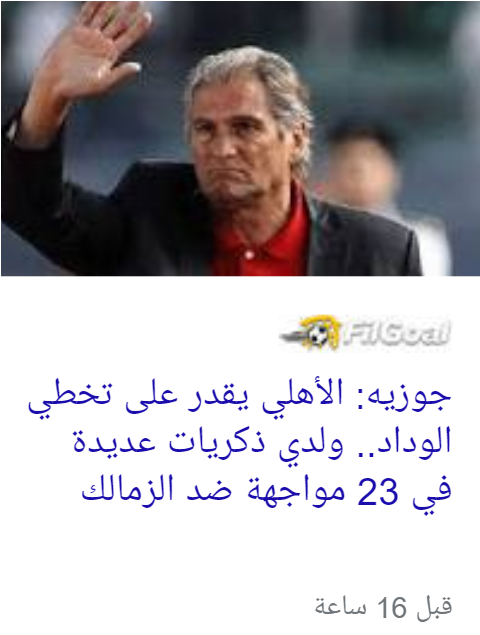 FilGoal
جوزيه: الأهلي يقدر على تخطي
الوداد.. ولدي ذكريات عديدة
في 23 مواجهة ضد الزمالك
قبل 16 ساعة